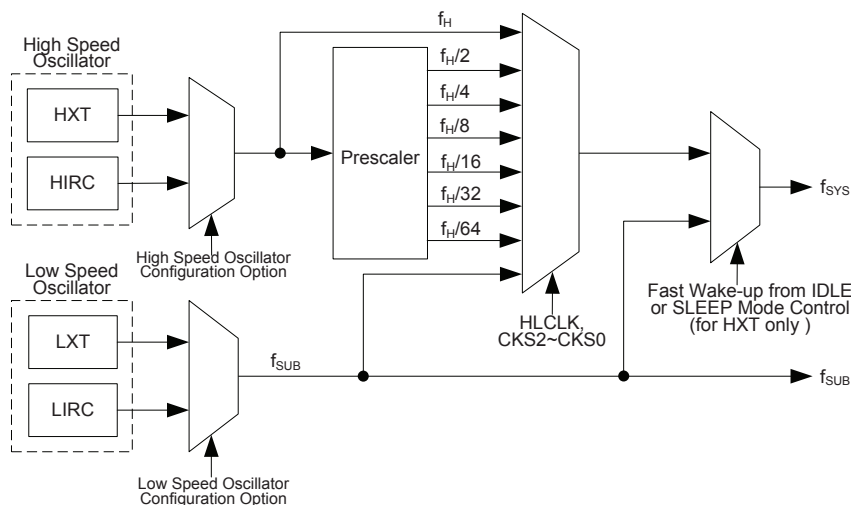 High Speed
Oscillator
HXT
HIRC
High Speed Oscillator
Configuration Option
Low Speed
Oscillator
LXT
LIRC
Low Speed Oscillator
Configuration Option
fH
Prescaler
fH/2
fH/4
fH/8
fH/16
fH/32
fH/64
HLCLK,
CKS2~CKS0
fSUB
fSYS
Fast Wake-up from IDLE
or SLEEP Mode Control
(for HXT only )
fSUB